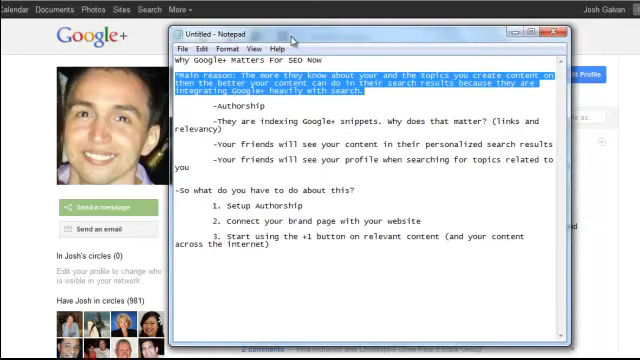 Calendar Documents Photos Sites Search More Josh Galvan
Google+
Untitled - Notepad
File Edit Format View Help
Why Google+ Matters For SEO Now
*Main reason: The more they know about your and the topics you create content on
then the better your content can do in their search results because they are
integrating Google+ heavily with search.
-Authorship
-They are indexing Google+ snippets. Why does that matter? (links and
relevancy)
-Your friends will see your content in their personalized search results
-Your friends will see your profile when searching for topics related to
you
-So what do you have to do about this?
1. Setup Authorship
2. Connect your brand page with your website
3. Start using the +1 button on relevant content (and your content
across the internet)
Edit Profile
Send a message
Send an email
In Josh's circles (0)
Edit your profile to change who
is visible in your network
Have Josh in circles (981)
2 comments